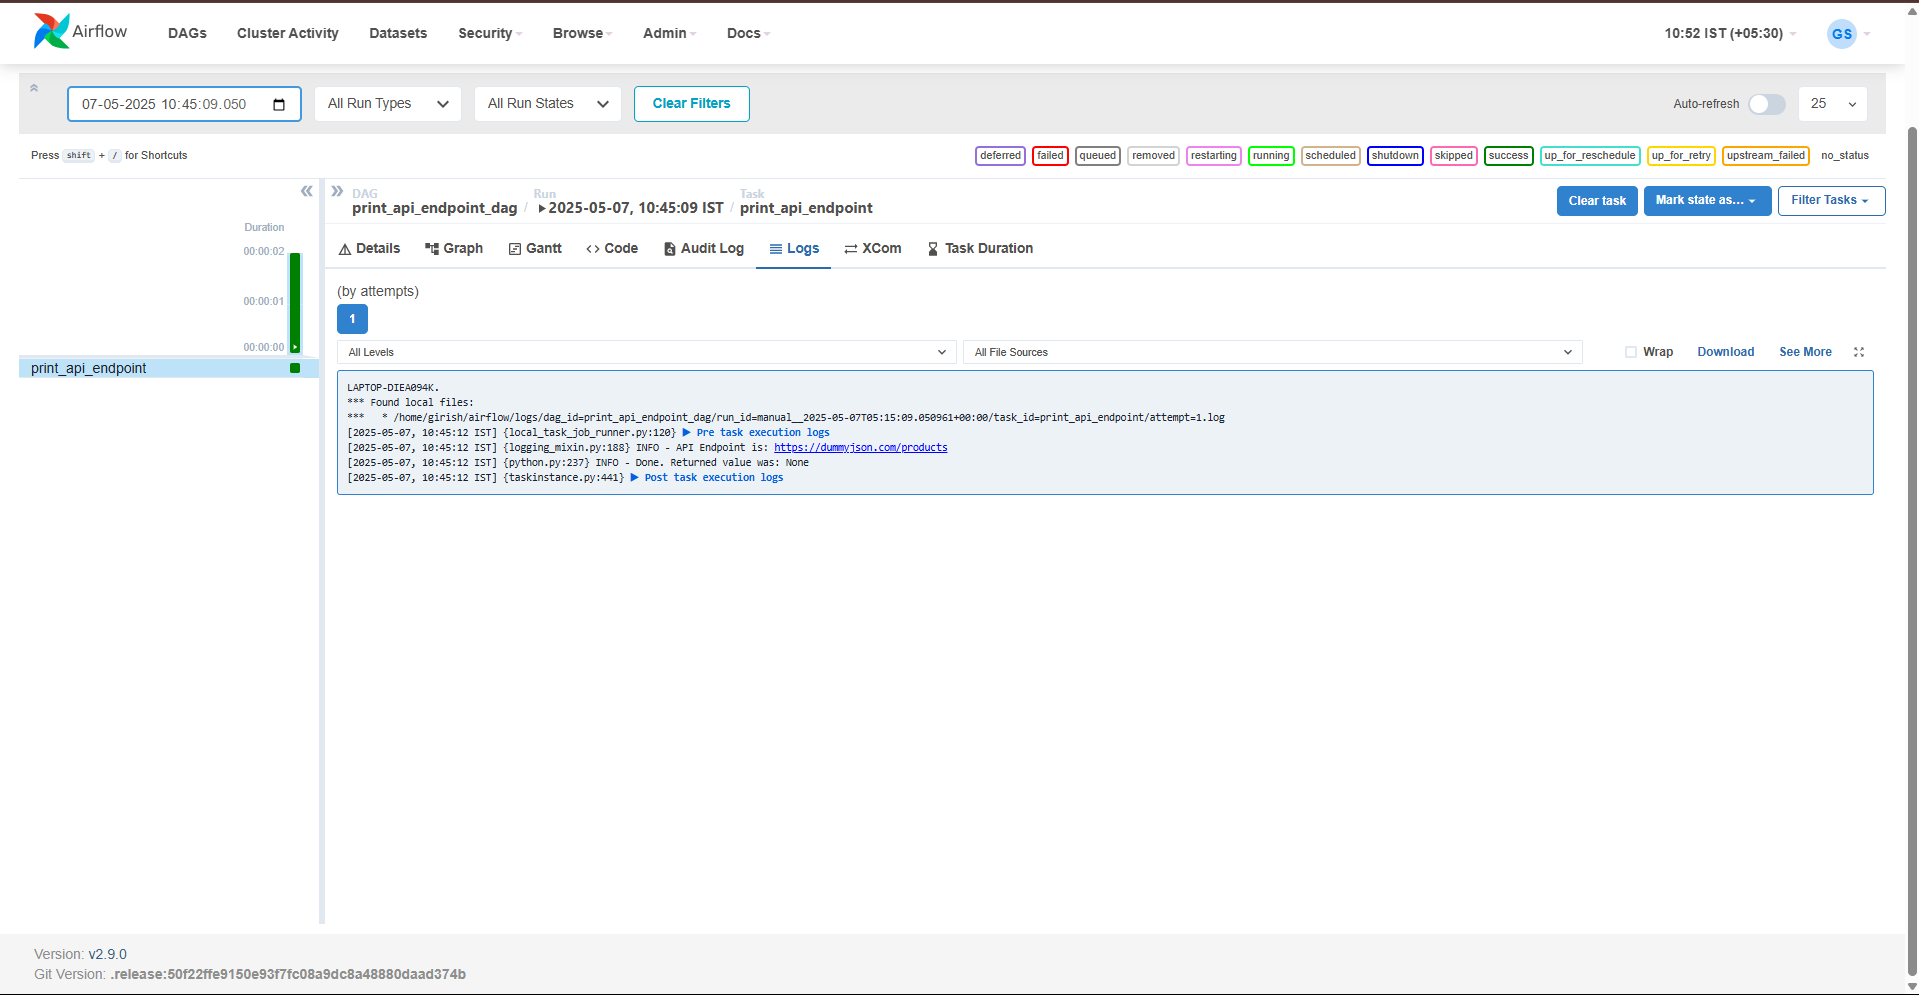 Airflow DAGs Cluster Activity Datasets Security Browse Admin Docs 10:52 IST (+05:30) GS
07-05-2025 10:45:09.050 All Run Types All Run States Clear Filters Auto-refresh 25
Press shift + / for Shortcuts deferred failed queued removed restarting running scheduled shutdown skipped success up_for_reschedule up_for_retry upstream_failed no_status
DAG Run Task
print_api_endpoint_dag / 2025-05-07, 10:45:09 IST / print_api_endpoint Clear task Mark state as... Filter Tasks
Duration
00:00:02
00:00:01
00:00:00
print_api_endpoint
Details Graph Gantt Code Audit Log Logs XCom Task Duration
(by attempts)
1
All Levels All File Sources Wrap Download See More
LAPTOP-DIEA094K.
*** Found local files:
***   * /home/girish/airflow/logs/dag_id=print_api_endpoint_dag/run_id=manual__2025-05-07T05:15:09.050961+00:00/task_id=print_api_endpoint/attempt=1.log
[2025-05-07, 10:45:12 IST] {local_task_job_runner.py:120} ▶ Pre task execution logs
[2025-05-07, 10:45:12 IST] {logging_mixin.py:188} INFO - API Endpoint is: https://dummyjson.com/products
[2025-05-07, 10:45:12 IST] {python.py:237} INFO - Done. Returned value was: None
[2025-05-07, 10:45:12 IST] {taskinstance.py:441} ▶ Post task execution logs
Version: v2.9.0
Git Version: .release:50f22ffe9150e93f7fc08a9dc8a48880daad374b